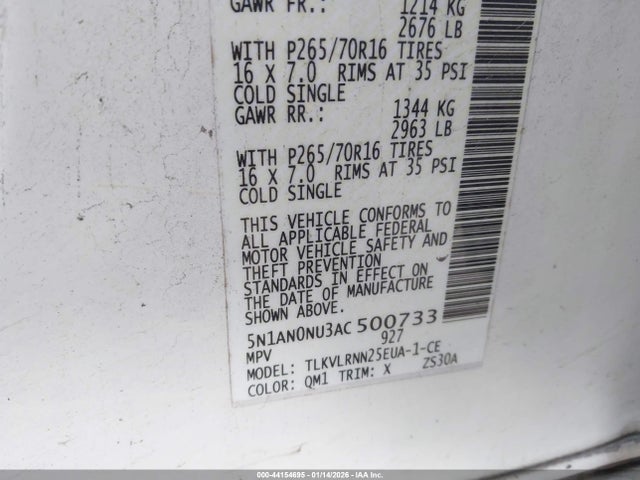 GAWR FR.: 1214 KG
2676 LB
WITH P265/70R16 TIRES
16 X 7.0 RIMS AT 35 PSI
COLD SINGLE
GAWR RR.: 1344 KG
2963 LB
WITH P265/70R16 TIRES
16 X 7.0 RIMS AT 35 PSI
COLD SINGLE
THIS VEHICLE CONFORMS TO
ALL APPLICABLE FEDERAL
MOTOR VEHICLE SAFETY AND
THEFT PREVENTION
STANDARDS IN EFFECT ON
THE DATE OF MANUFACTURE
SHOWN ABOVE.
5N1AN0NU3AC500733
MPV 927
MODEL: TLKVLRNN25EUA-1-CE
COLOR: QM1 TRIM: X ZS30A
000-44154695 - 01/14/2026 - IAAI Inc. Copyright